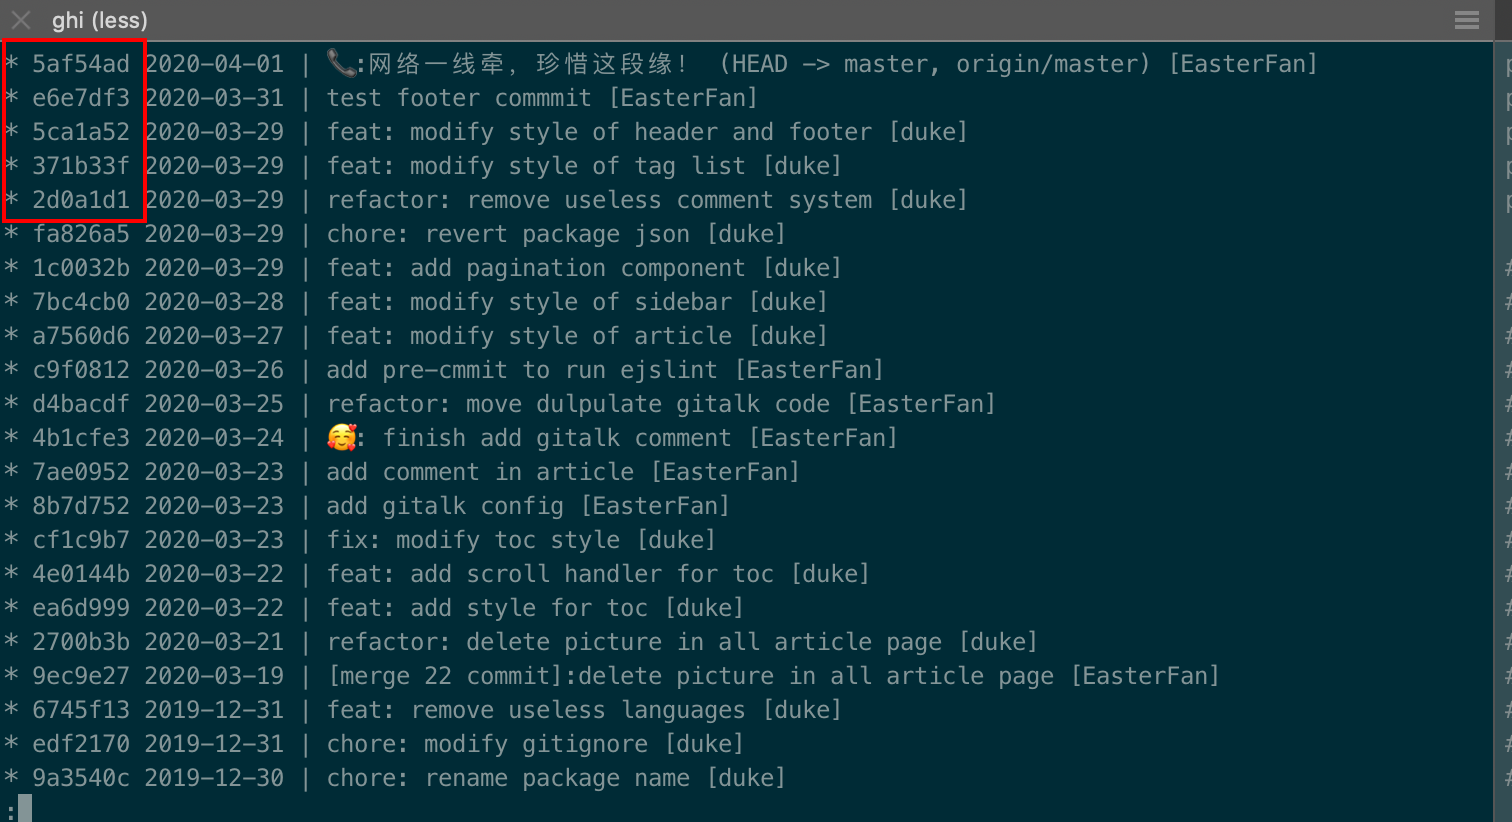 ghi (less)
* 5af54ad 2020-04-01 | 📞:网络一线牵，珍惜这段缘！ (HEAD -> master, origin/master) [EasterFan]
* e6e7df3 2020-03-31 | test footer commmit [EasterFan]
* 5ca1a52 2020-03-29 | feat: modify style of header and footer [duke]
* 371b33f 2020-03-29 | feat: modify style of tag list [duke]
* 2d0a1d1 2020-03-29 | refactor: remove useless comment system [duke]
* fa826a5 2020-03-29 | chore: revert package json [duke]
* 1c0032b 2020-03-29 | feat: add pagination component [duke]
* 7bc4cb0 2020-03-28 | feat: modify style of sidebar [duke]
* a7560d6 2020-03-27 | feat: modify style of article [duke]
* c9f0812 2020-03-26 | add pre-cmmit to run ejslint [EasterFan]
* d4bacdf 2020-03-25 | refactor: move dulpulate gitalk code [EasterFan]
* 4b1cfe3 2020-03-24 | 🥰: finish add gitalk comment [EasterFan]
* 7ae0952 2020-03-23 | add comment in article [EasterFan]
* 8b7d752 2020-03-23 | add gitalk config [EasterFan]
* cf1c9b7 2020-03-23 | fix: modify toc style [duke]
* 4e0144b 2020-03-22 | feat: add scroll handler for toc [duke]
* ea6d999 2020-03-22 | feat: add style for toc [duke]
* 2700b3b 2020-03-21 | refactor: delete picture in all article page [duke]
* 9ec9e27 2020-03-19 | [merge 22 commit]:delete picture in all article page [EasterFan]
* 6745f13 2019-12-31 | feat: remove useless languages [duke]
* edf2170 2019-12-31 | chore: modify gitignore [duke]
* 9a3540c 2019-12-30 | chore: rename package name [duke]
: